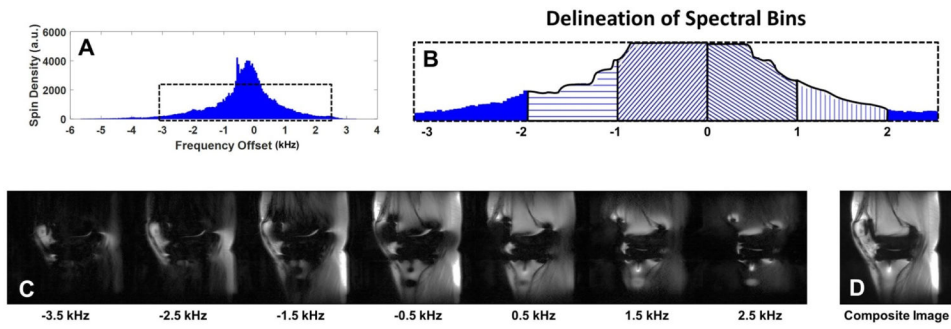 Delineation of Spectral Bins
A
B
Spin Density (a.u.)
6000
4000
2000
0
-6 -5 -4 -3 -2 -1 0 1 2 3 4
Frequency Offset (kHz)
-3 -2 -1 0 1 2
C
D
-3.5 kHz -2.5 kHz -1.5 kHz -0.5 kHz 0.5 kHz 1.5 kHz 2.5 kHz Composite Image